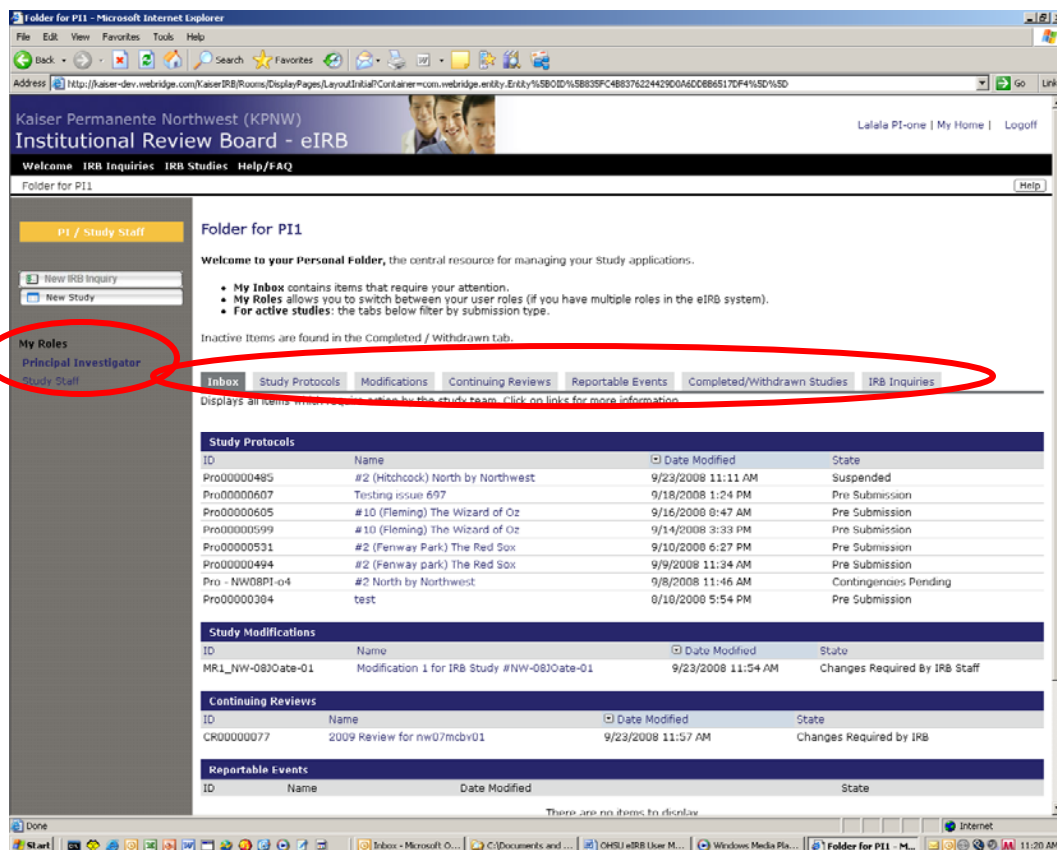 Folder for PI1 - Microsoft Internet Explorer
File Edit View Favorites Tools Help
Back Search Favorites
Address http://kaiser-dev.webridge.com/KaiserIRB/Rooms/DisplayPages/LayoutInitial?Container=com.webridge.entity.Entity%5BOID%5B835FC4B8376224429D0A6DDBB6517DF4%5D%5D Go Link
Kaiser Permanente Northwest (KPNW)
Institutional Review Board - eIRB
Lalala PI-one | My Home | Logoff
Welcome IRB Inquiries IRB Studies Help/FAQ
Folder for PI1 Help
PI / Study Staff
New IRB Inquiry
New Study
My Roles
Principal Investigator
Study Staff
Folder for PI1
Welcome to your Personal Folder, the central resource for managing your Study applications.
• My Inbox contains items that require your attention.
• My Roles allows you to switch between your user roles (if you have multiple roles in the eIRB system).
• For active studies: the tabs below filter by submission type.
Inactive Items are found in the Completed / Withdrawn tab.
Inbox Study Protocols Modifications Continuing Reviews Reportable Events Completed/Withdrawn Studies IRB Inquiries
Displays all items which require action by the study team. Click on links for more information.
Study Protocols
ID Name Date Modified State
Pro00000485 #2 (Hitchcock) North by Northwest 9/23/2008 11:11 AM Suspended
Pro00000607 Testing issue 697 9/18/2008 1:24 PM Pre Submission
Pro00000605 #10 (Fleming) The Wizard of Oz 9/16/2008 8:47 AM Pre Submission
Pro00000599 #10 (Fleming) The Wizard of Oz 9/14/2008 3:33 PM Pre Submission
Pro00000531 #2 (Fenway Park) The Red Sox 9/10/2008 6:27 PM Pre Submission
Pro00000494 #2 (Fenway park) The Red Sox 9/9/2008 11:34 AM Pre Submission
Pro - NW08PI-o4 #2 North by Northwest 9/8/2008 11:46 AM Contingencies Pending
Pro00000384 test 8/18/2008 5:54 PM Pre Submission
Study Modifications
ID Name Date Modified State
MR1_NW-08JOate-01 Modification 1 for IRB Study #NW-08JOate-01 9/23/2008 11:54 AM Changes Required By IRB Staff
Continuing Reviews
ID Name Date Modified State
CR00000077 2009 Review for nw07mcbv01 9/23/2008 11:57 AM Changes Required by IRB
Reportable Events
ID Name Date Modified State
There are no items to display
Done Internet
Start Inbox - Microsoft O... C:\Documents and ... OHSU eIRB User M... Windows Media Pla... Folder for PI1 - M... 11:20 AM